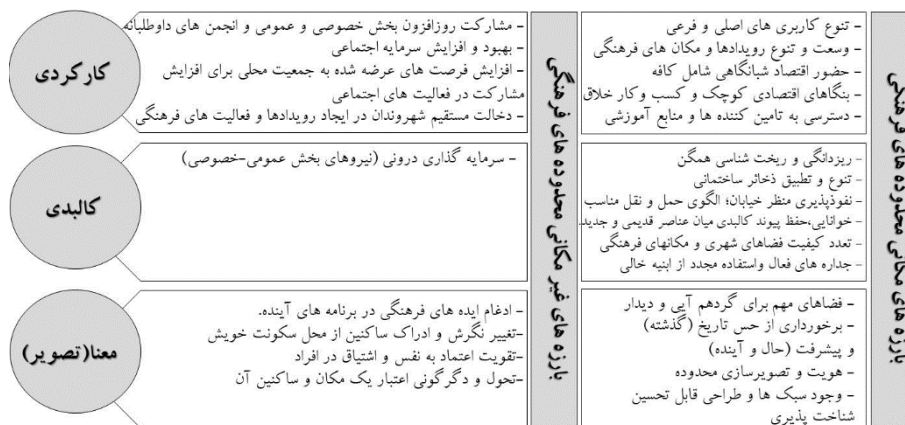 بارزه های مکانی محدوده های فرهنگی
- تنوع کاربری های اصلی و فرعی
- وسعت و تنوع رویدادها و مکان های فرهنگی
- حضور اقتصاد شبانگاهی شامل کافه
- بنگاهای اقتصادی کوچک و کسب وکار خلاق
- دسترسی به تامین کننده ها و منابع آموزشی
- ریزدانگی و ریخت شناسی همگن
- تنوع و تطبیق ذخائر ساختمانی
- نفوذپذیری منظر خیابان؛ الگوی حمل و نقل مناسب
- خوانایی،حفظ پیوند کالبدی میان عناصر قدیمی و جدید.
- تعدد کیفیت فضاهای شهری و مکانهای فرهنگی
- جداره های فعال واستفاده مجدد از ابنیه خالی
- فضاهای مهم برای گردهم آیی و دیدار
- برخورداری از حس تاریخ (گذشته)
و پیشرفت (حال و آینده)
- هویت و تصویرسازی محدوده
- وجود سبک ها و طراحی قابل تحسین
شناخت پذیری
بارزه های غیر مکانی محدوده های فرهنگی
- مشارکت روزافزون بخش خصوصی و عمومی و انجمن های داوطلبانه
- بهبود و افزایش سرمایه اجتماعی
- افزایش فرصت های عرضه شده به جمعیت محلی برای افزایش
مشارکت در فعالیت های اجتماعی
- دخالت مستقیم شهروندان در ایجاد رویدادها و فعالیت های فرهنگی
- سرمایه گذاری درونی (نیروهای بخش عمومی-خصوصی)
- ادغام ایده های فرهنگی در برنامه های آینده.
-تغییر نگرش و ادراک ساکنین از محل سکونت خویش
-تقویت اعتماد به نفس و اشتیاق در افراد
-تحول و دگرگونی اعتبار یک مکان و ساکنین آن
کارکردی
کالبدی
معنا(تصویر)